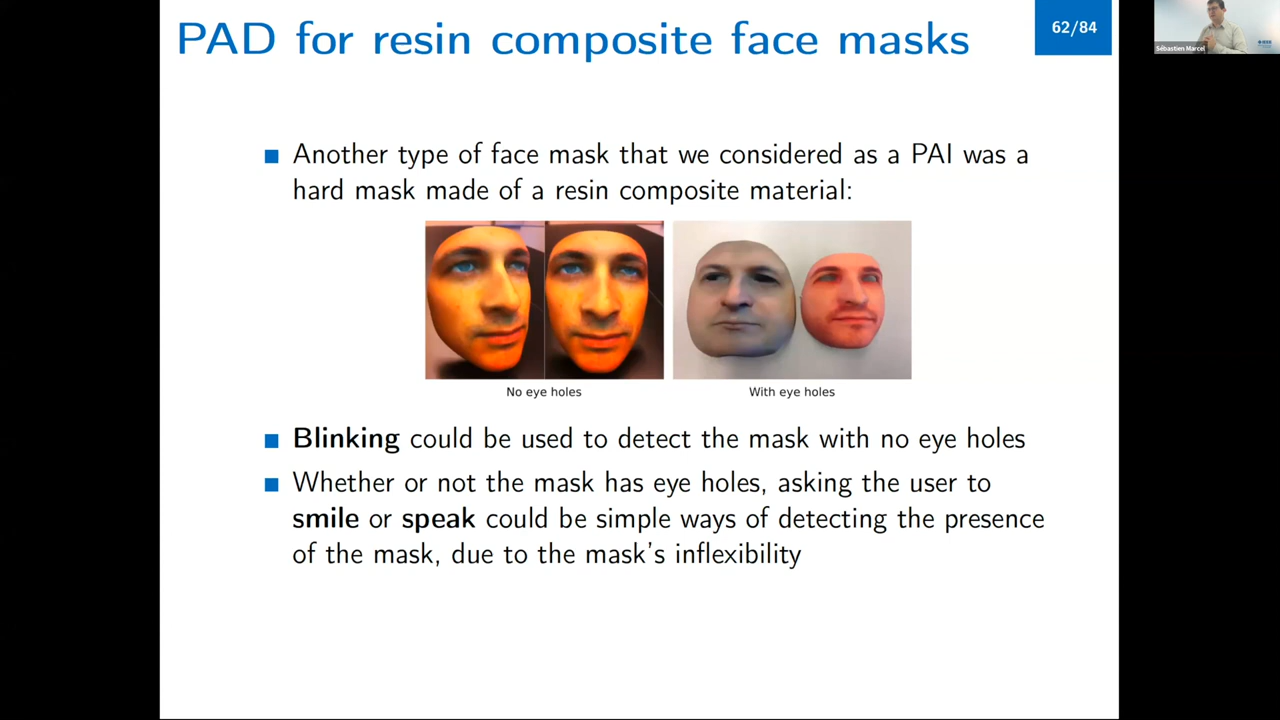 PAD for resin composite face masks
62/84
Sébastien Marcel
Another type of face mask that we considered as a PAI was a
hard mask made of a resin composite material:
No eye holes
With eye holes
Blinking could be used to detect the mask with no eye holes
Whether or not the mask has eye holes, asking the user to
smile or speak could be simple ways of detecting the presence
of the mask, due to the mask's inflexibility